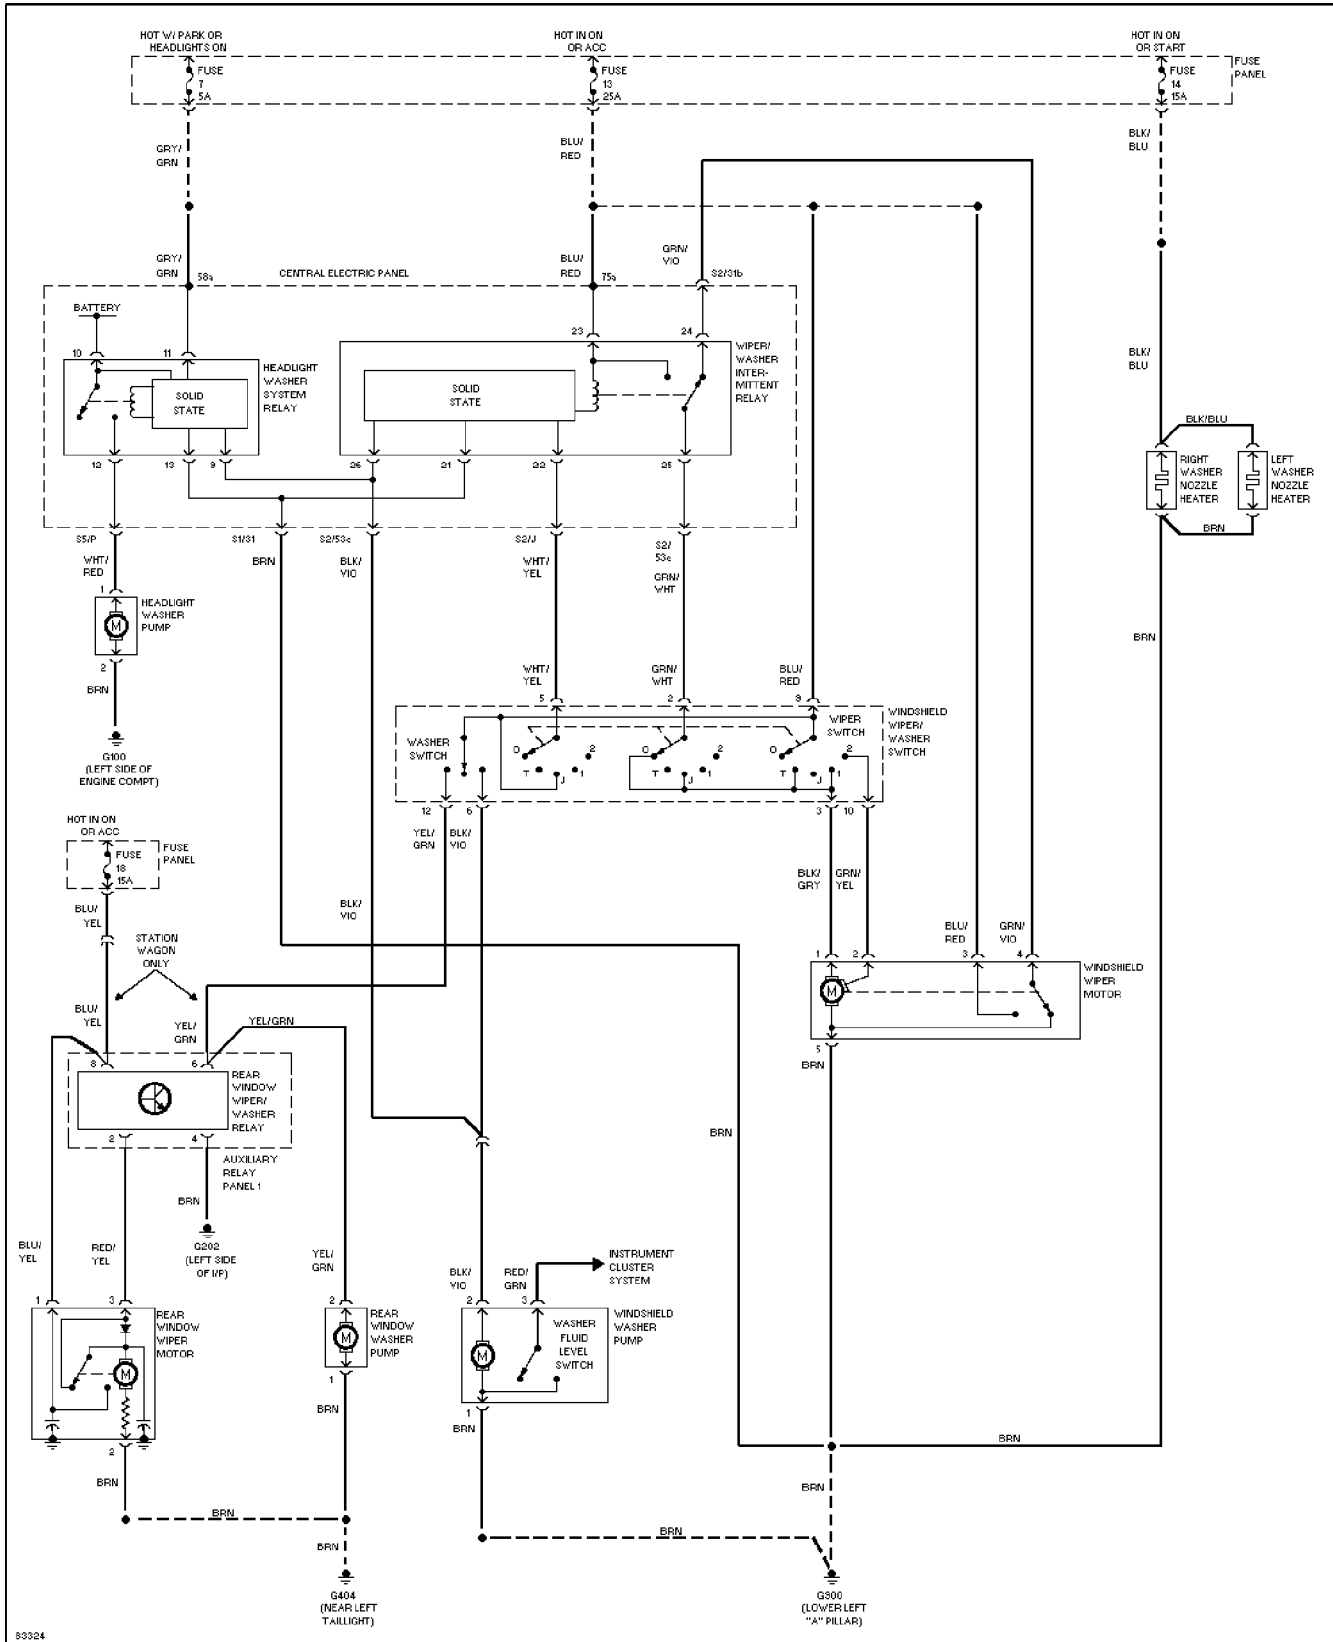 HOT W/ PARK OR
HEADLIGHTS ON
HOT IN ON
OR ACC
HOT IN ON
OR START
FUSE
7
5A
FUSE
13
25A
FUSE
14
15A
FUSE
PANEL
GRY/
GRN
BLU/
RED
BLK/
BLU
GRY/
GRN
58a
CENTRAL ELECTRIC PANEL
BLU/
RED
75a
GRN/
VIO
S2/31b
BATTERY
10
11
HEADLIGHT
WASHER
SYSTEM
RELAY
SOLID
STATE
12
13
9
23
24
WIPER/
WASHER
INTER-
MITTENT
RELAY
SOLID
STATE
26
21
22
25
BLK/
BLU
BLK/BLU
RIGHT
WASHER
NOZZLE
HEATER
LEFT
WASHER
NOZZLE
HEATER
BRN
S5/P
S1/31
S2/53c
S2/J
S2/
53e
WHT/
RED
BRN
BLK/
VIO
WHT/
YEL
GRN/
WHT
1
HEADLIGHT
WASHER
PUMP
M
2
BRN
G100
(LEFT SIDE OF
ENGINE COMPT)
BRN
WHT/
YEL
GRN/
WHT
BLU/
RED
5
2
9
WINDSHIELD
WIPER/
WASHER
SWITCH
WASHER
SWITCH
WIPER
SWITCH
O
T
J
1
2
O
T
J
1
2
O
T
J
1
2
12
6
3
10
YEL/
GRN
BLK/
VIO
BLK/
GRY
GRN/
YEL
HOT IN ON
OR ACC
FUSE
18
15A
FUSE
PANEL
BLU/
YEL
STATION
WAGON
ONLY
BLK/
VIO
BLU/
RED
GRN/
VIO
1
2
3
4
WINDSHIELD
WIPER
MOTOR
M
5
BRN
BLU/
YEL
YEL/
GRN
YEL/GRN
8
6
REAR
WINDOW
WIPER/
WASHER
RELAY
2
4
AUXILIARY
RELAY
PANEL 1
BRN
G202
(LEFT SIDE
OF I/P)
BRN
BLU/
YEL
RED/
YEL
YEL/
GRN
BLK/
VIO
RED/
GRN
INSTRUMENT
CLUSTER
SYSTEM
1
3
REAR
WINDOW
WIPER
MOTOR
M
2
2
REAR
WINDOW
WASHER
PUMP
M
1
2
3
WINDSHIELD
WASHER
PUMP
WASHER
FLUID
LEVEL
SWITCH
M
1
BRN
BRN
BRN
BRN
BRN
BRN
BRN
BRN
BRN
G404
(NEAR LEFT
TAILLIGHT)
G300
(LOWER LEFT
"A" PILLAR)
83324